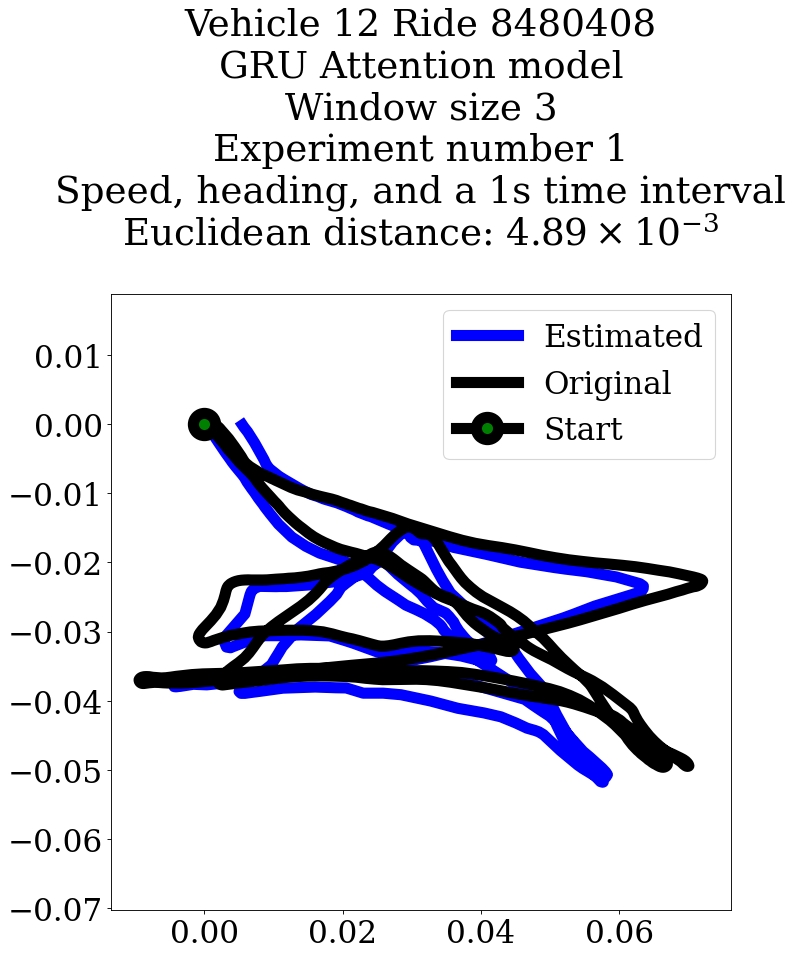 Vehicle 12 Ride 8480408
GRU Attention model
Window size 3
Experiment number 1
Speed, heading, and a 1s time interval
Euclidean distance: 4.89 × 10⁻³
Estimated
Original
Start
0.01
0.00
−0.01
−0.02
−0.03
−0.04
−0.05
−0.06
−0.07
0.00 0.02 0.04 0.06